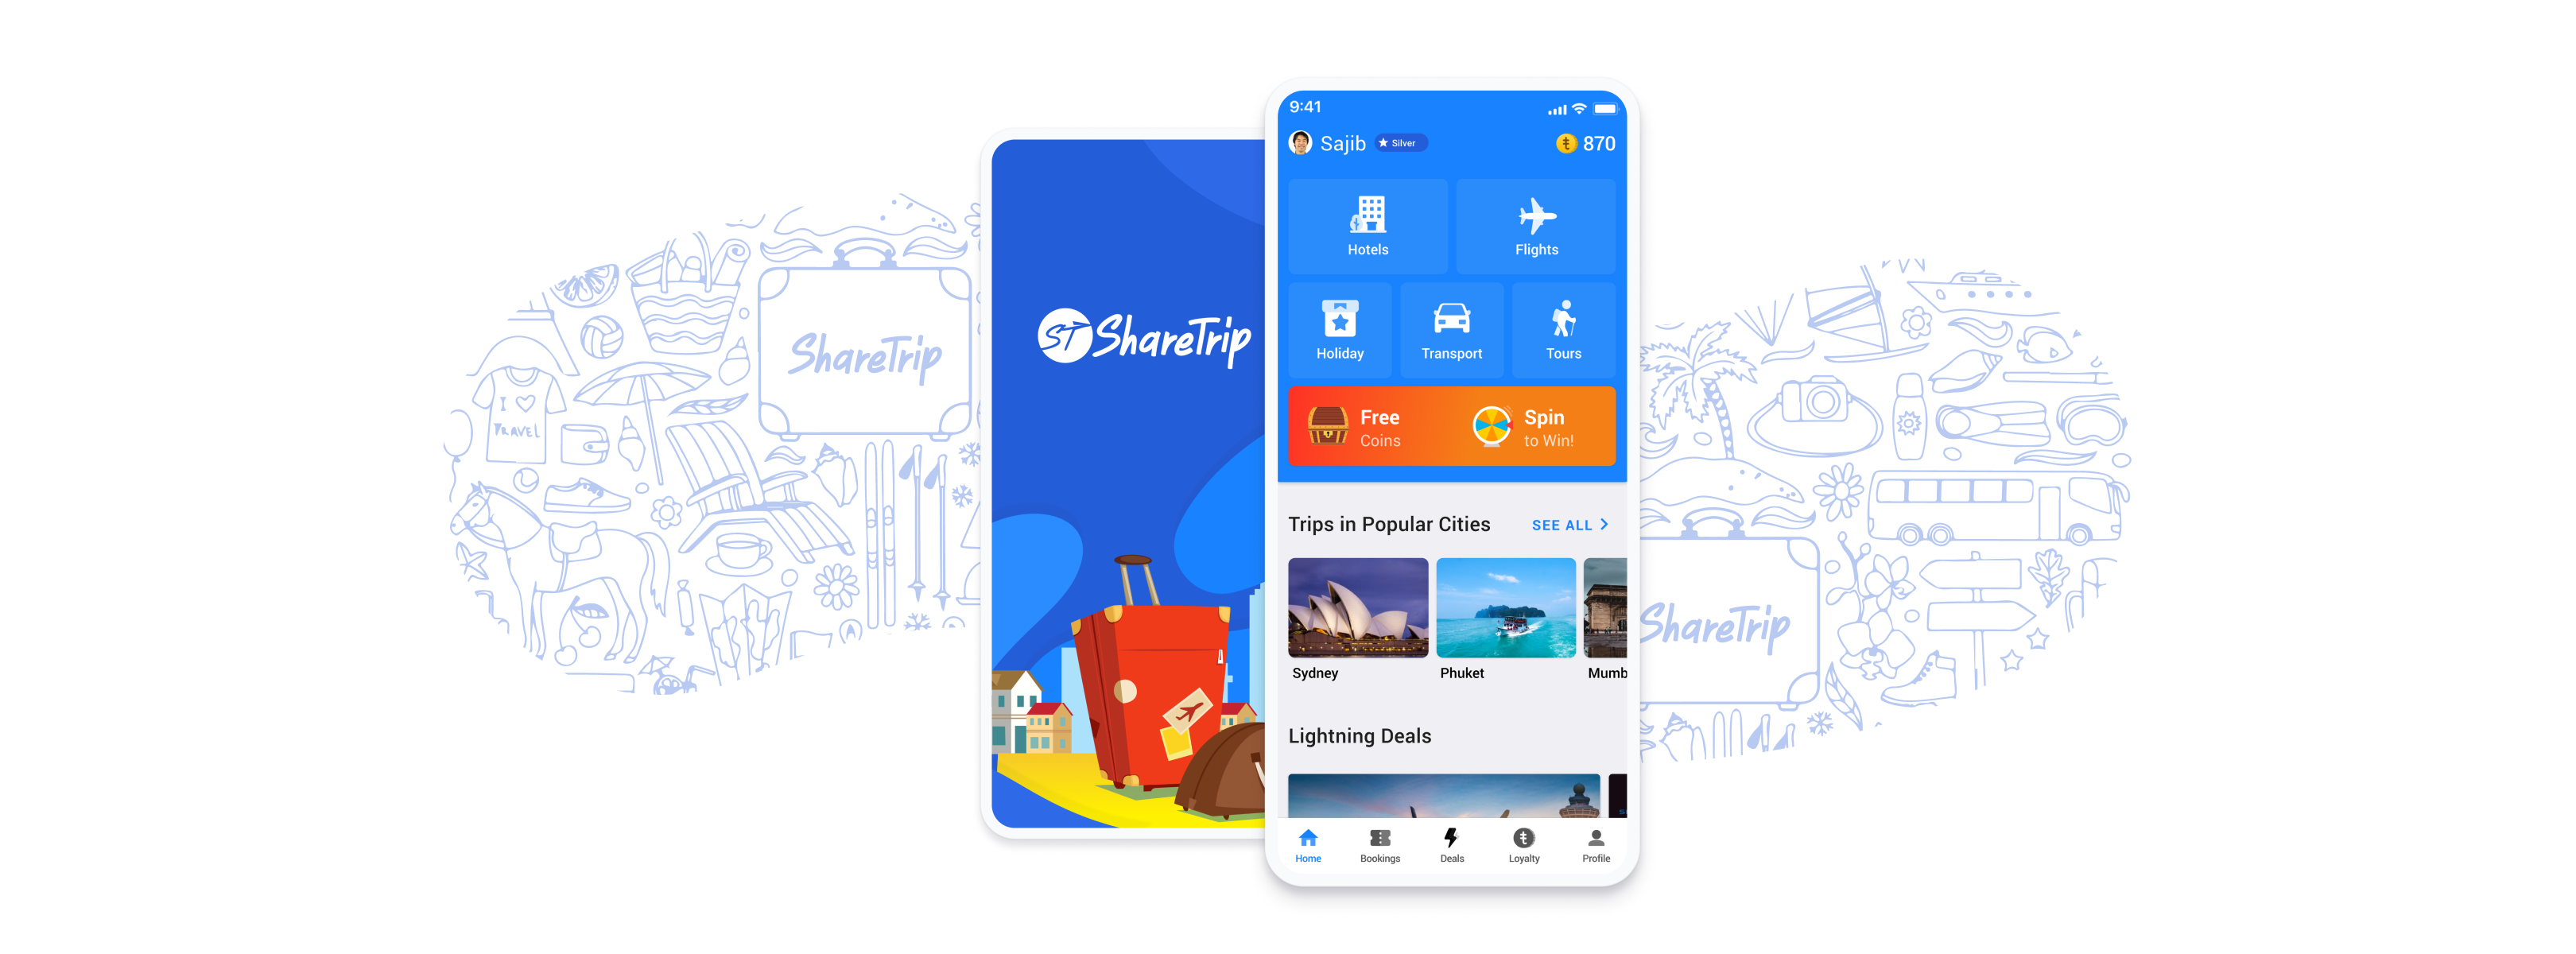 ShareTrip
I ♡
TRAVEL
ST ShareTrip
9:41
Sajib
Silver
870
Hotels
Flights
Holiday
Transport
Tours
Free
Coins
Spin
to Win!
Trips in Popular Cities
SEE ALL
Sydney
Phuket
Mumb
Lightning Deals
Home
Bookings
Deals
Loyalty
Profile
ShareTrip